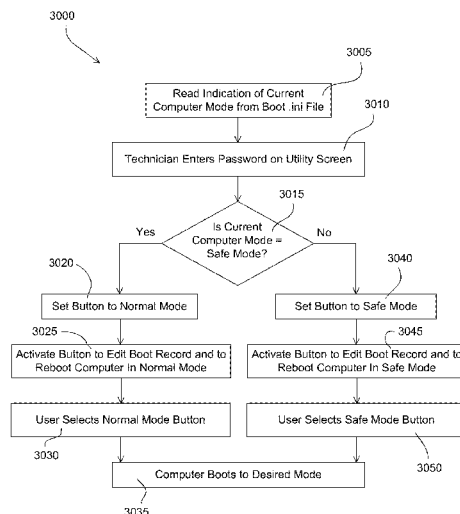 3000
3005
Read Indication of Current
Computer Mode from Boot .ini File
3010
Technician Enters Password on Utility Screen
3015
Is Current
Computer Mode =
Safe Mode?
Yes
No
3020
3040
Set Button to Normal Mode
Set Button to Safe Mode
3025
3045
Activate Button to Edit Boot Record and to
Reboot Computer In Normal Mode
Activate Button to Edit Boot Record and to
Reboot Computer In Safe Mode
User Selects Normal Mode Button
User Selects Safe Mode Button
3030
3050
Computer Boots to Desired Mode
3035